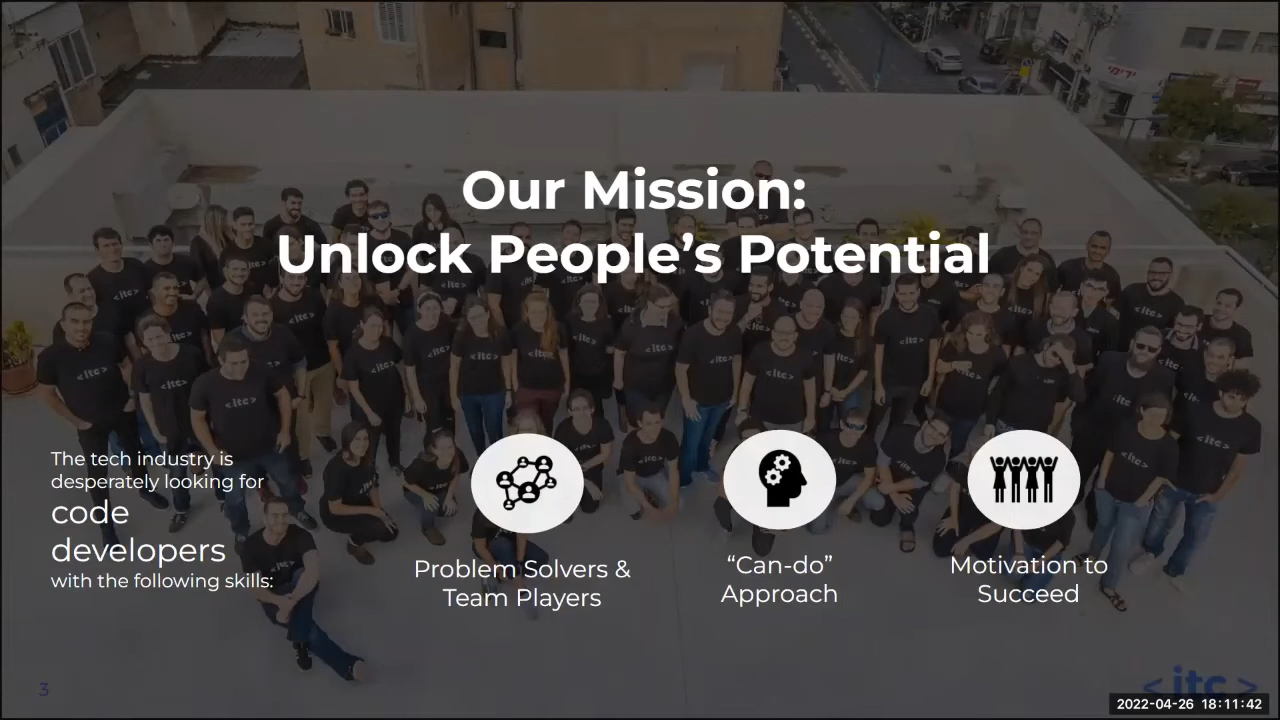 Our Mission:
Unlock People’s Potential
The tech industry is
desperately looking for
code
developers
with the following skills:
Problem Solvers &
Team Players
“Can-do”
Approach
Motivation to
Succeed
3
<itc>
2022-04-26 18:11:42